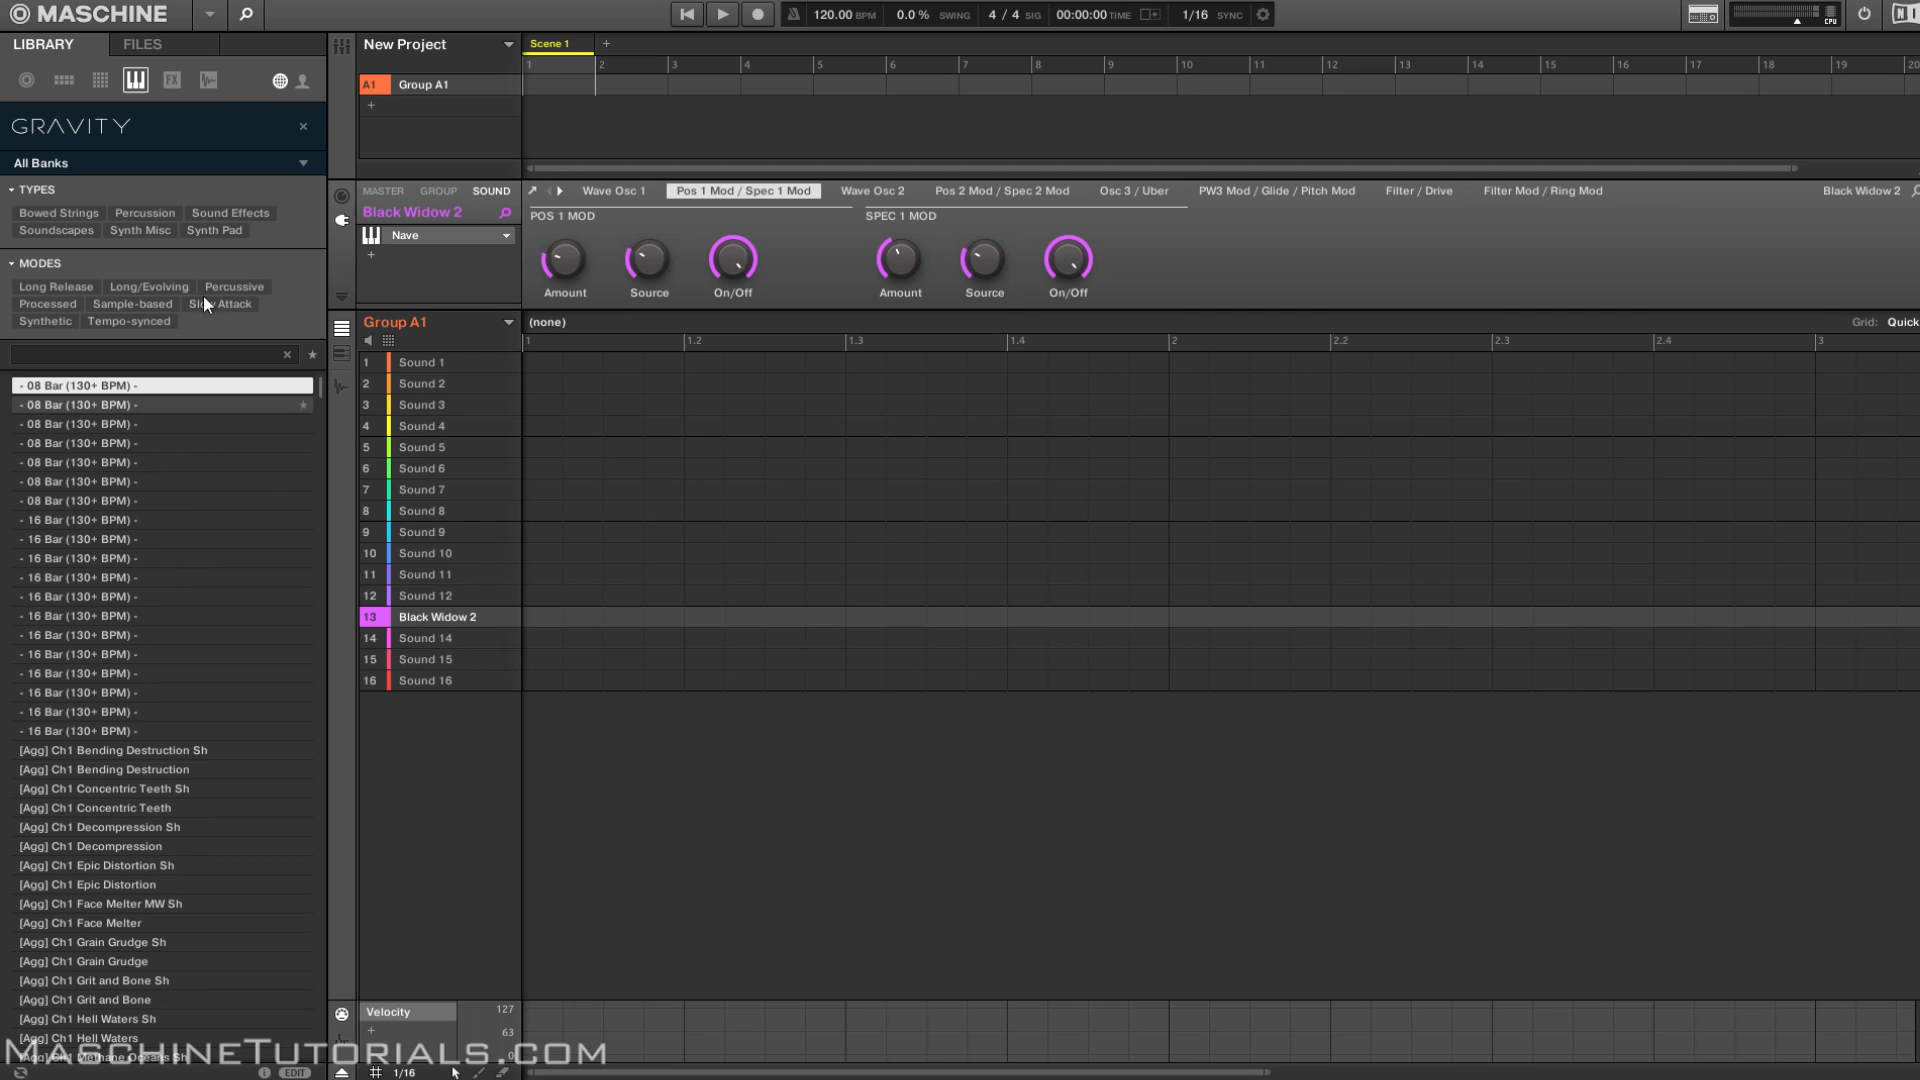 MASCHINE
120.00 BPM 0.0 % SWING 4 / 4 SIG 00:00:00 TIME 1/16 SYNC CPU
LIBRARY FILES
New Project
Scene 1 +
1 2 3 4 5 6 7 8 9 10 11 12 13 14 15 16 17 18 19 20
A1 Group A1
+
FX
GRAVITY ×
All Banks
TYPES
Bowed Strings Percussion Sound Effects
Soundscapes Synth Misc Synth Pad
MODES
Long Release Long/Evolving Percussive
Processed Sample-based Slow Attack
Synthetic Tempo-synced
MASTER GROUP SOUND
Wave Osc 1 Pos 1 Mod / Spec 1 Mod Wave Osc 2 Pos 2 Mod / Spec 2 Mod Osc 3 / Uber PW3 Mod / Glide / Pitch Mod Filter / Drive Filter Mod / Ring Mod Black Widow 2
Black Widow 2
Nave
+
POS 1 MOD SPEC 1 MOD
Amount Source On/Off Amount Source On/Off
Group A1 (none) Grid: Quick
1 1.2 1.3 1.4 2 2.2 2.3 2.4 3
1 Sound 1
2 Sound 2
3 Sound 3
4 Sound 4
5 Sound 5
6 Sound 6
7 Sound 7
8 Sound 8
9 Sound 9
10 Sound 10
11 Sound 11
12 Sound 12
13 Black Widow 2
14 Sound 14
15 Sound 15
16 Sound 16
- 08 Bar (130+ BPM) -
- 08 Bar (130+ BPM) -
- 08 Bar (130+ BPM) -
- 08 Bar (130+ BPM) -
- 08 Bar (130+ BPM) -
- 08 Bar (130+ BPM) -
- 08 Bar (130+ BPM) -
- 16 Bar (130+ BPM) -
- 16 Bar (130+ BPM) -
- 16 Bar (130+ BPM) -
- 16 Bar (130+ BPM) -
- 16 Bar (130+ BPM) -
- 16 Bar (130+ BPM) -
- 16 Bar (130+ BPM) -
- 16 Bar (130+ BPM) -
- 16 Bar (130+ BPM) -
- 16 Bar (130+ BPM) -
- 16 Bar (130+ BPM) -
- 16 Bar (130+ BPM) -
[Agg] Ch1 Bending Destruction Sh
[Agg] Ch1 Bending Destruction
[Agg] Ch1 Concentric Teeth Sh
[Agg] Ch1 Concentric Teeth
[Agg] Ch1 Decompression Sh
[Agg] Ch1 Decompression
[Agg] Ch1 Epic Distortion Sh
[Agg] Ch1 Epic Distortion
[Agg] Ch1 Face Melter MW Sh
[Agg] Ch1 Face Melter
[Agg] Ch1 Grain Grudge Sh
[Agg] Ch1 Grain Grudge
[Agg] Ch1 Grit and Bone Sh
[Agg] Ch1 Grit and Bone
[Agg] Ch1 Hell Waters Sh
[Agg] Ch1 Hell Waters
[Agg] Ch1 Methane Oceans Sh
Velocity 127
+ 63
0
MASCHINETUTORIALS.COM
EDIT
1/16